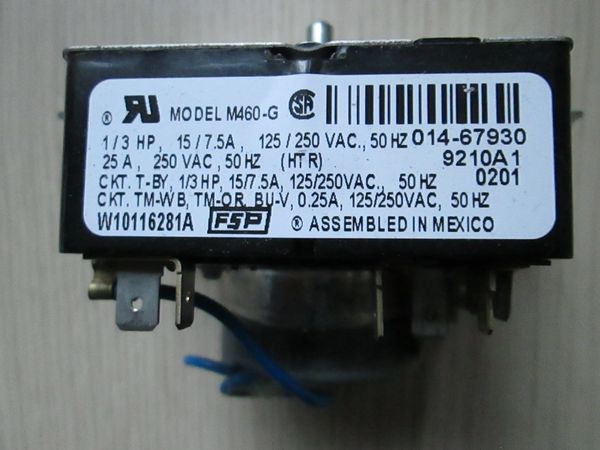 ® RU MODEL M460-G SA
1/3 HP, 15/7.5A, 125/250 VAC., 50 HZ 014-67930
25 A, 250 VAC, 50 HZ (HTR) 9210A1
CKT. T-BY, 1/3 HP, 15/7.5A, 125/250VAC., 50 HZ 0201
CKT. TM-WB, TM-OR, BU-V, 0.25A, 125/250VAC, 50 HZ
W10116281A FSP ® ASSEMBLED IN MEXICO